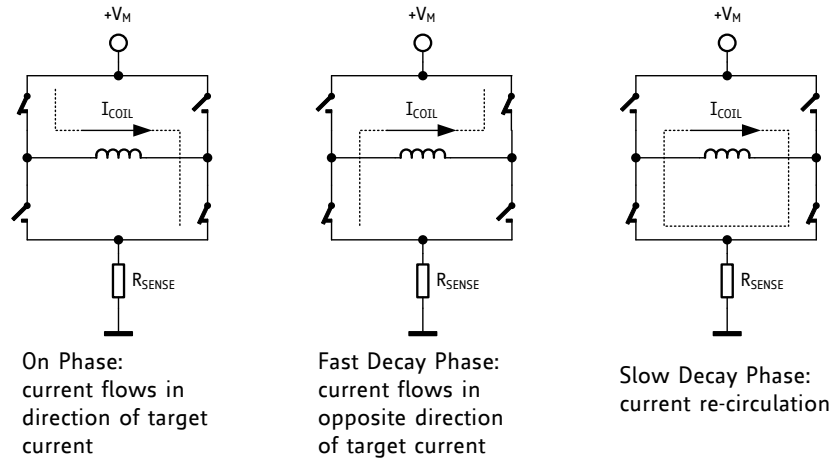 +VM
+VM
+VM
ICOIL
ICOIL
ICOIL
RSENSE
RSENSE
RSENSE
On Phase:
current flows in
direction of target
current
Fast Decay Phase:
current flows in
opposite direction
of target current
Slow Decay Phase:
current re-circulation